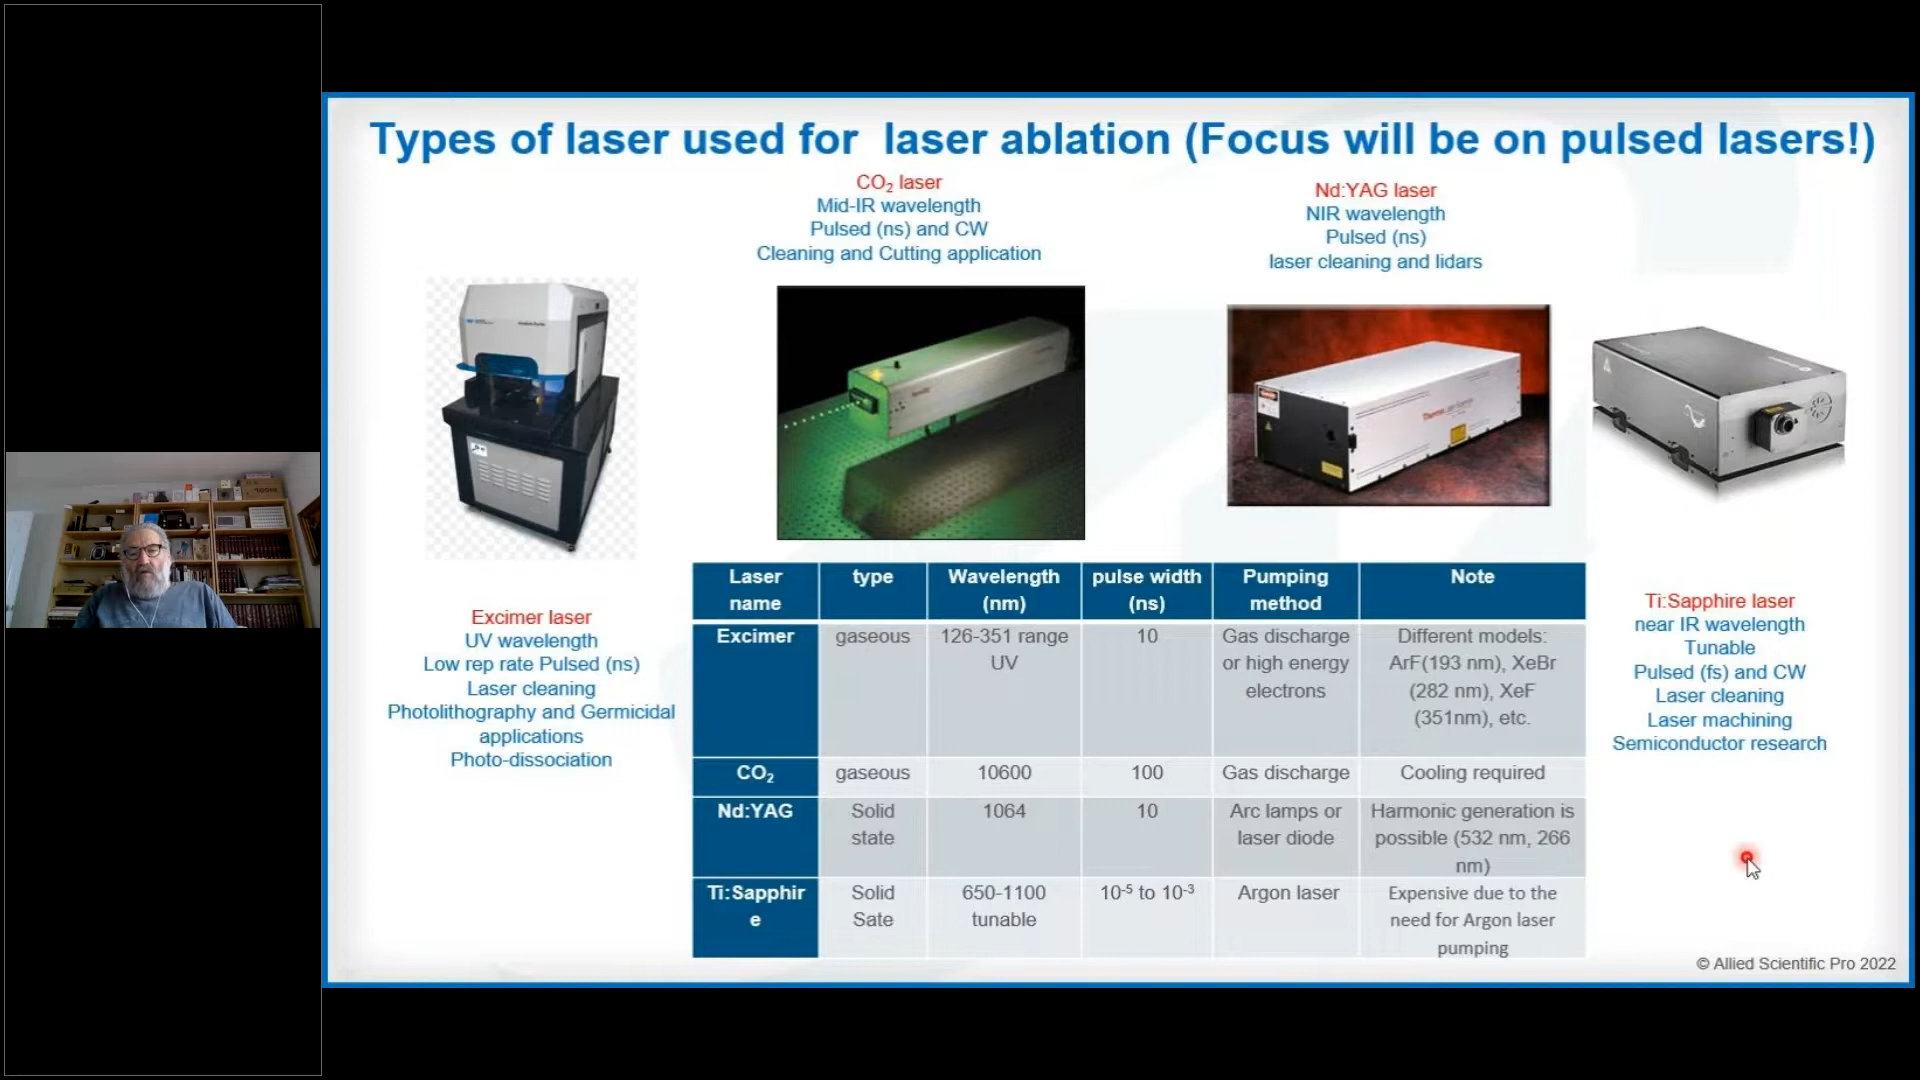 Types of laser used for laser ablation (Focus will be on pulsed lasers!)
CO₂ laser
Mid-IR wavelength
Pulsed (ns) and CW
Cleaning and Cutting application
Nd:YAG laser
NIR wavelength
Pulsed (ns)
laser cleaning and lidars
Excimer laser
UV wavelength
Low rep rate Pulsed (ns)
Laser cleaning
Photolithography and Germicidal
applications
Photo-dissociation
Laser name type Wavelength (nm) pulse width (ns) Pumping method Note
Excimer gaseous 126-351 range UV 10 Gas discharge or high energy electrons Different models: ArF(193 nm), XeBr (282 nm), XeF (351nm), etc.
CO₂ gaseous 10600 100 Gas discharge Cooling required
Nd:YAG Solid state 1064 10 Arc lamps or laser diode Harmonic generation is possible (532 nm, 266 nm)
Ti:Sapphire Solid Sate 650-1100 tunable 10⁻⁵ to 10⁻³ Argon laser Expensive due to the need for Argon laser pumping
Ti:Sapphire laser
near IR wavelength
Tunable
Pulsed (fs) and CW
Laser cleaning
Laser machining
Semiconductor research
© Allied Scientific Pro 2022